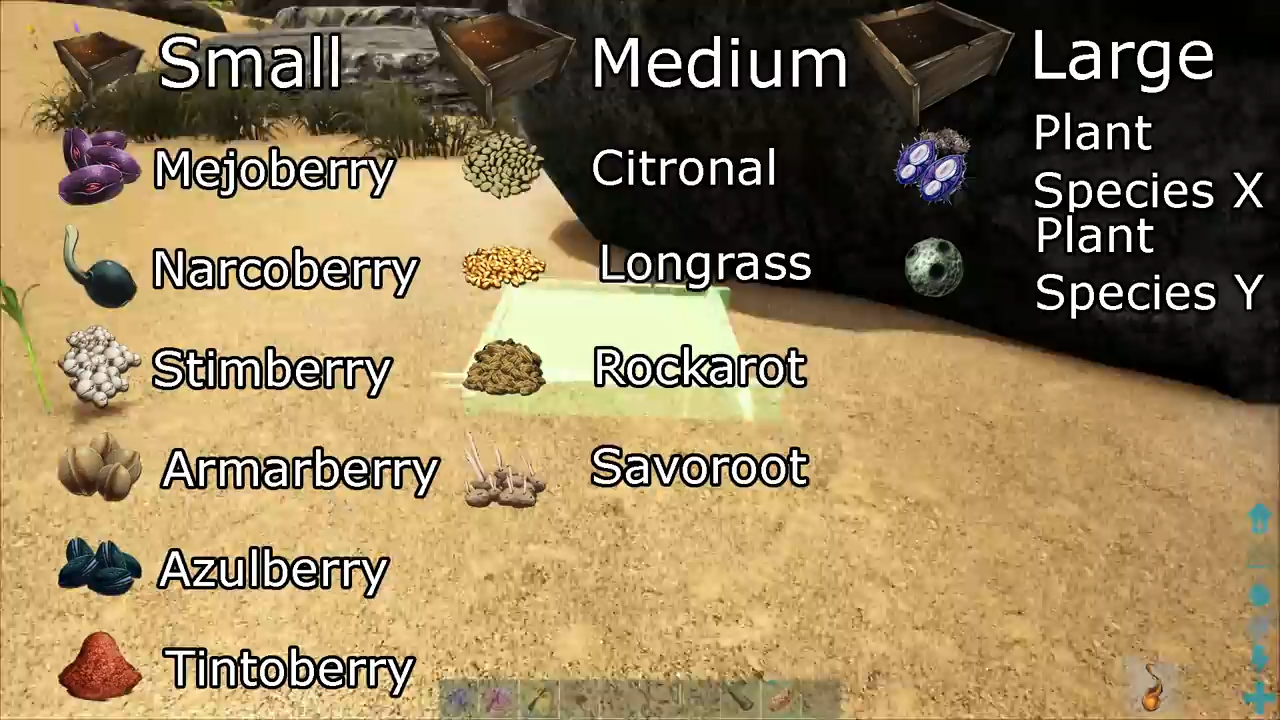 Small
Medium
Large
Mejoberry
Citronal
Plant
Species X
Narcoberry
Longrass
Plant
Species Y
Stimberry
Rockarot
Armarberry
Savoroot
Azulberry
Tintoberry